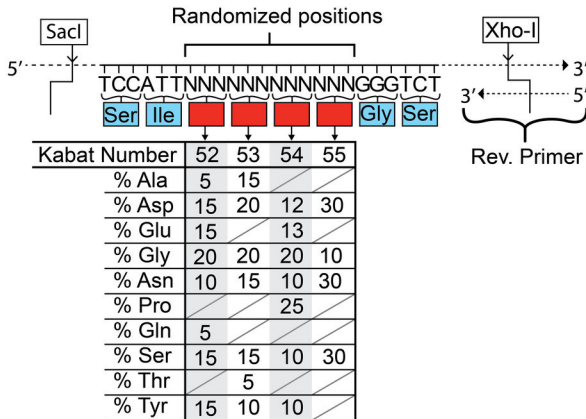 Randomized positions
SacI
Xho-I
5′
3′
TCCATTNNNNNNNNNNNNGGGTCT
3′
5′
Ser Ile Gly Ser
Rev. Primer
Kabat Number 52 53 54 55
% Ala 5 15
% Asp 15 20 12 30
% Glu 15 13
% Gly 20 20 20 10
% Asn 10 15 10 30
% Pro 25
% Gln 5
% Ser 15 15 10 30
% Thr 5
% Tyr 15 10 10